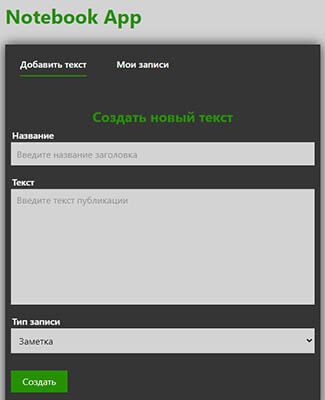 Notebook App
Добавить текст Мои записи
Создать новый текст
Название
Введите название заголовка
Текст
Введите текст публикации
Тип записи
Заметка
Создать